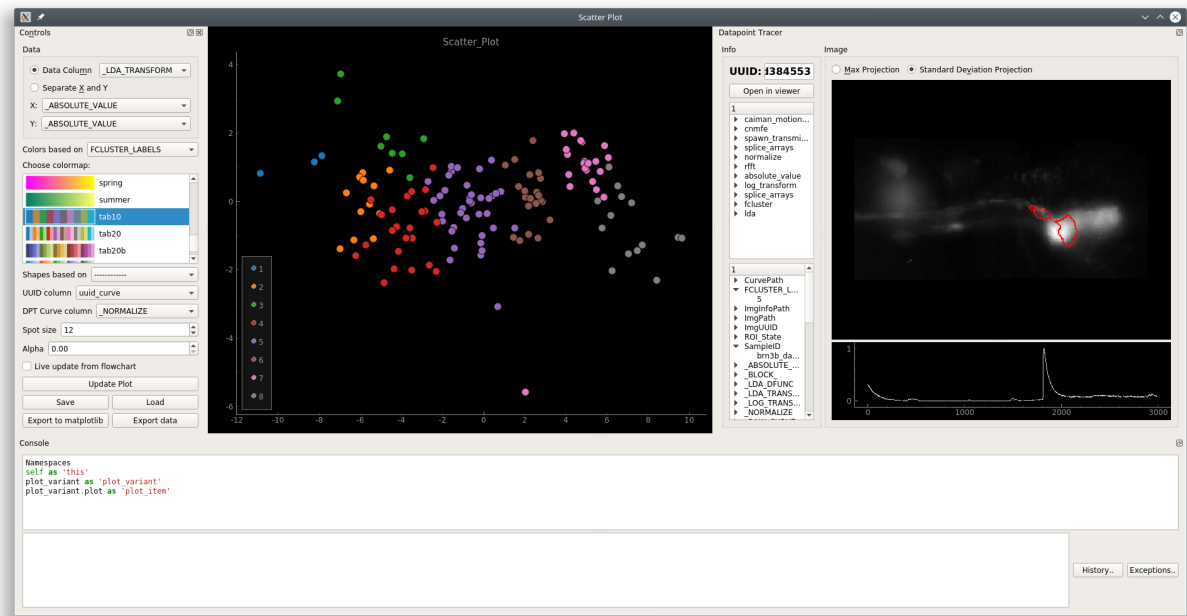 Scatter Plot
Controls
Data
Data Column _LDA_TRANSFORM
Separate X and Y
X: _ABSOLUTE_VALUE
Y: _ABSOLUTE_VALUE
Colors based on FCLUSTER_LABELS
Choose colormap:
spring
summer
tab10
tab20
tab20b
Shapes based on ------------
UUID column uuid_curve
DPT Curve column _NORMALIZE
Spot size 12
Alpha 0.00
Live update from flowchart
Update Plot
Save Load
Export to matplotlib Export data
Scatter_Plot
4
2
0
-2
-4
-6
-12 -10 -8 -6 -4 -2 0 2 4 6 8 10
1
2
3
4
5
6
7
8
Datapoint Tracer
Info
UUID: 384553
Open in viewer
1
caiman_motion...
cnmfe
spawn_transmi...
splice_arrays
normalize
rfft
absolute_value
log_transform
splice_arrays
fcluster
lda
1
CurvePath
FCLUSTER_L...
5
ImgInfoPath
ImgPath
ImgUUID
ROI_State
SampleID
brn3b_da...
_ABSOLUTE_...
_BLOCK_
_LDA_DFUNC
_LDA_TRANS...
_LOG_TRANS...
_NORMALIZE
Image
Max Projection Standard Deviation Projection
1
0
0 1000 2000 3000
Console
Namespaces
self as 'this'
plot_variant as 'plot_variant'
plot_variant.plot as 'plot_item'
History.. Exceptions..